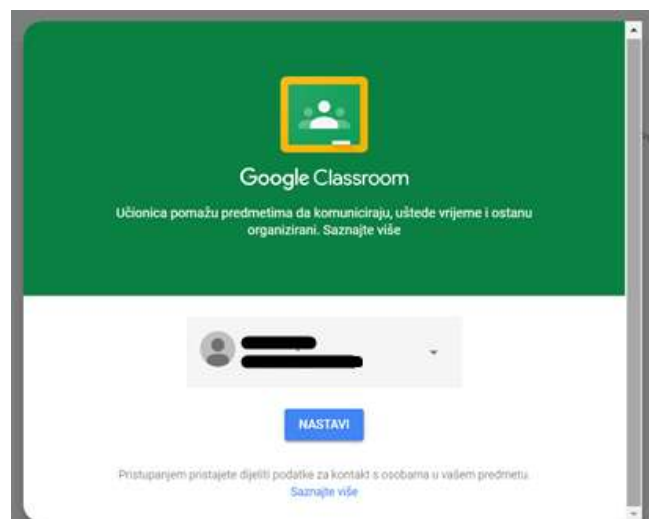 Google Classroom
Učionica pomažu predmetima da komuniciraju, uštede vrijeme i ostanu
organizirani. Saznajte više
NASTAVI
Pristupanjem pristajete dijeliti podatke za kontakt s osobama u vašem predmetu.
Saznajte više